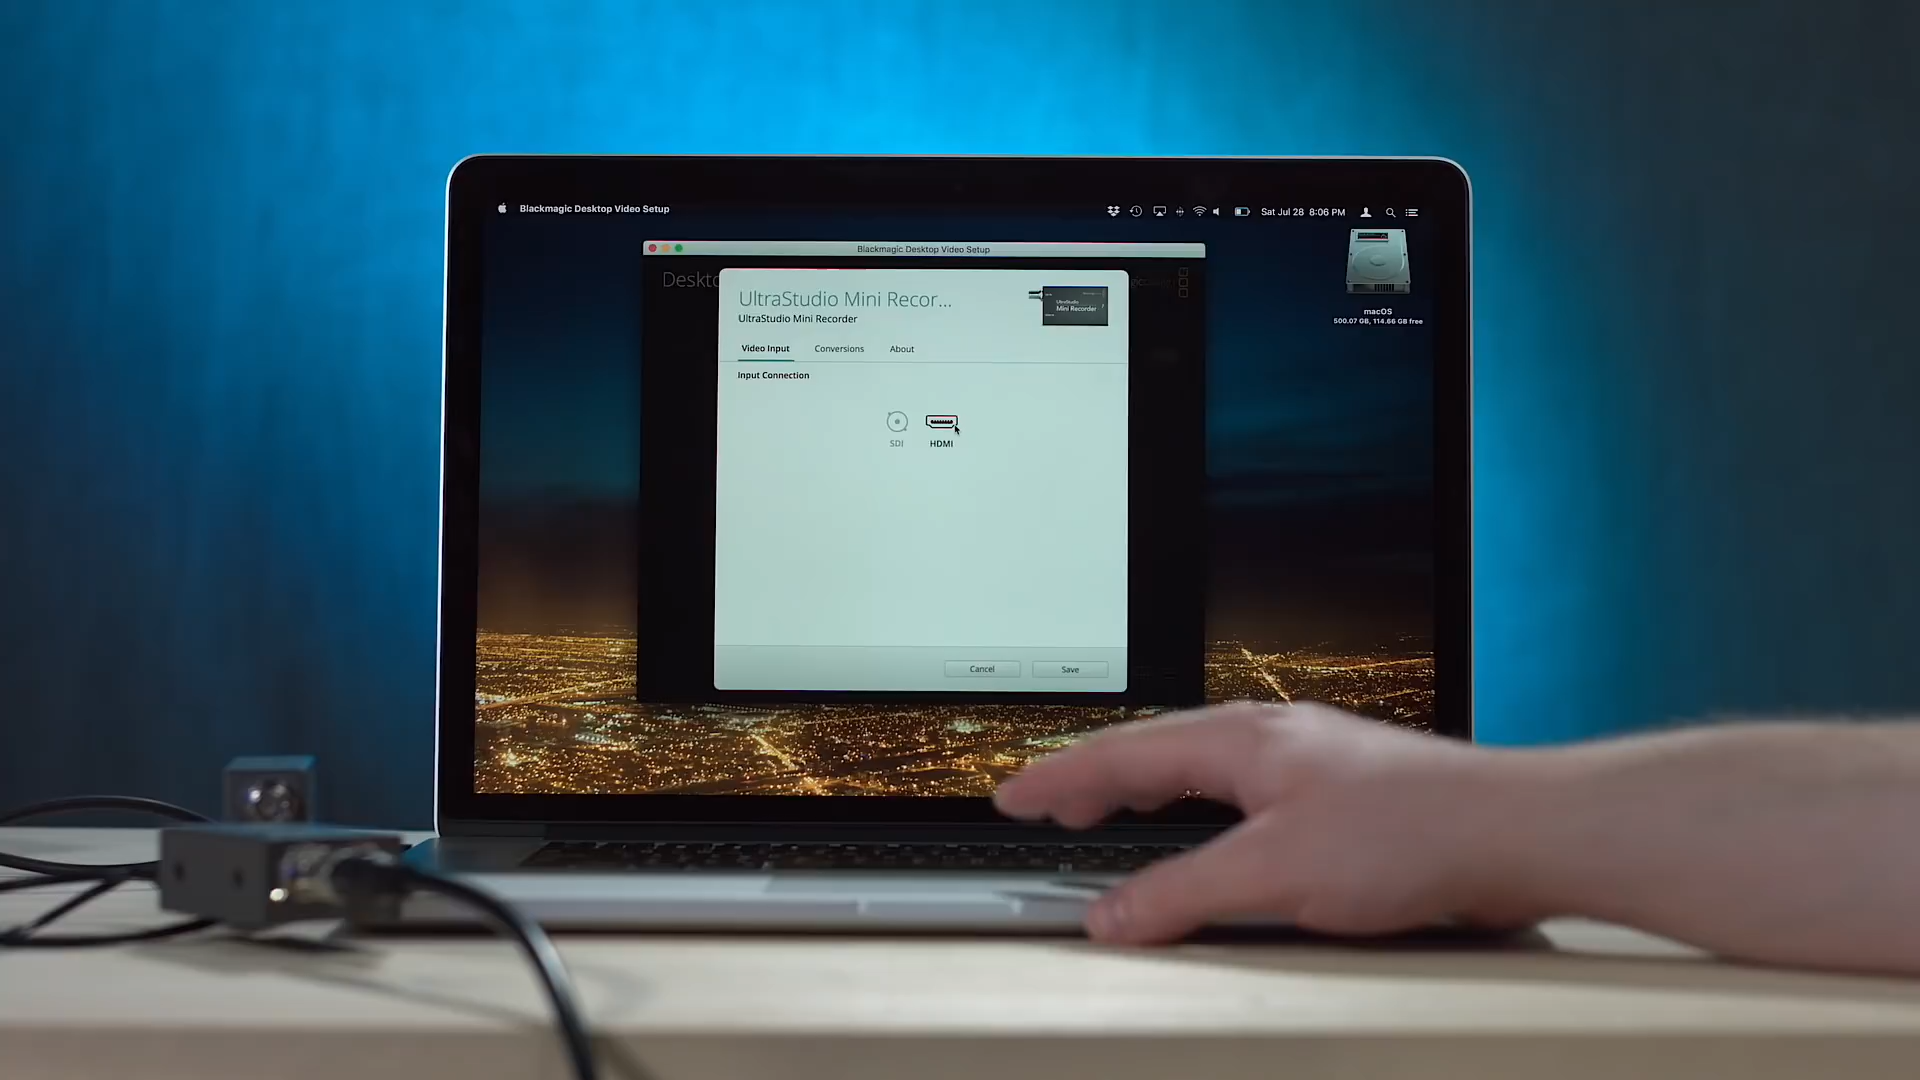 Blackmagic Desktop Video Setup
Sat Jul 28 8:06 PM
Blackmagic Desktop Video Setup
macOS
500.07 GB, 114.66 GB free
Deskto
UltraStudio Mini Recor...
UltraStudio Mini Recorder
UltraStudio
Mini Recorder
Video Input Conversions About
Input Connection
SDI HDMI
Cancel Save